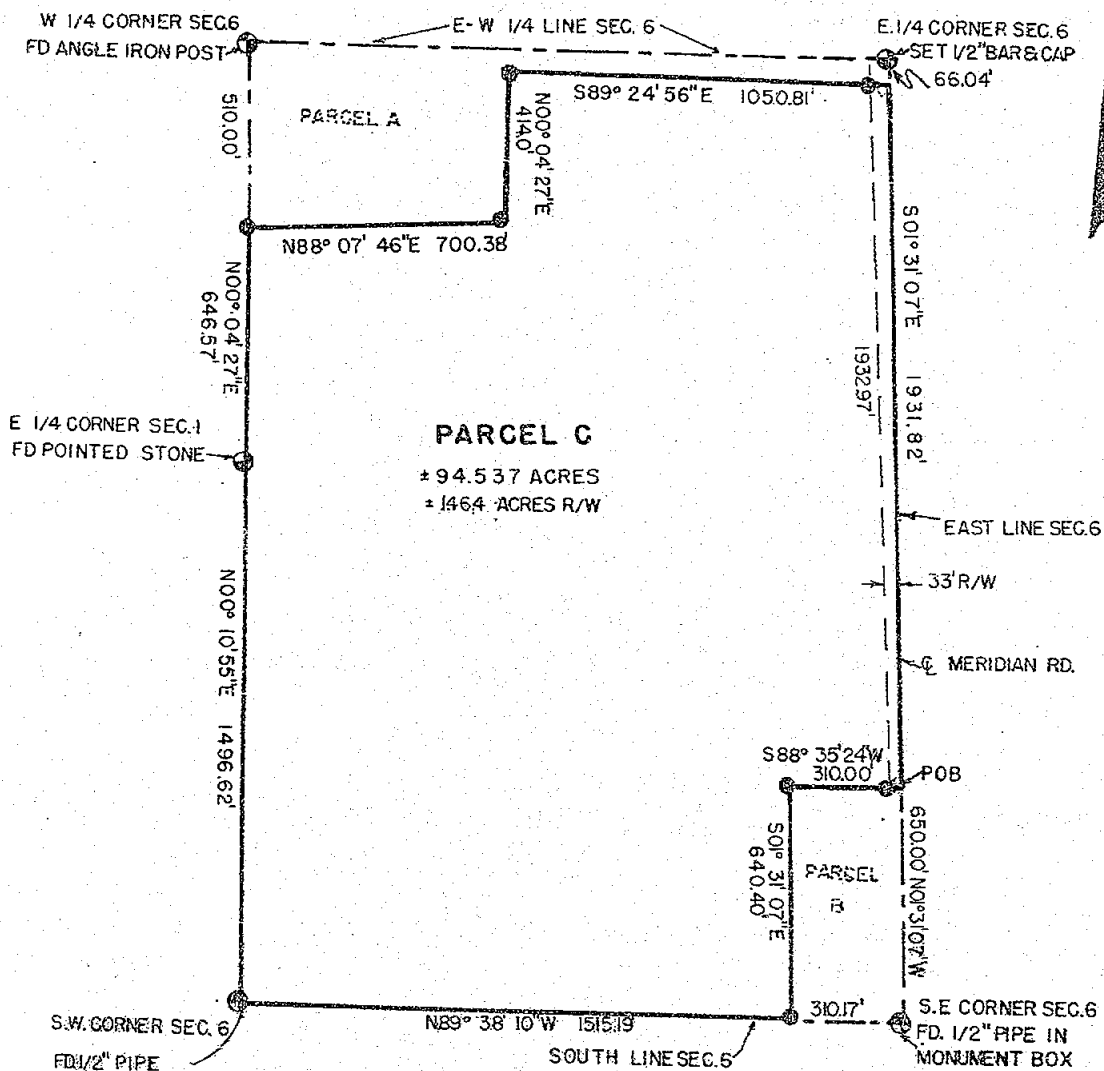 W 1/4 CORNER SEC.6
FD ANGLE IRON POST
E-W 1/4 LINE SEC. 6
E.1/4 CORNER SEC. 6
SET 1/2" BAR & CAP
66.04'
S89° 24' 56"E 1050.81'
510.00'
PARCEL A
N00° 04' 27"E
414.0'
N88° 07' 46"E 700.38'
S01° 31' 07"E 1931.82'
N00° 04' 27"E
646.57'
1932.97'
E 1/4 CORNER SEC.1
FD POINTED STONE
PARCEL C
± 94.537 ACRES
± 1.464 ACRES R/W
EAST LINE SEC.6
33' R/W
℄ MERIDIAN RD.
N00° 10' 55"E 1496.62'
S88° 35' 24"W
310.00'
POB
S01° 31' 07"E
640.40'
PARCEL
B
650.00' N01° 31' 07"W
S.W. CORNER SEC. 6
FD. 1/2" PIPE
N89° 38' 10"W 1515.19'
310.17'
SOUTH LINE SEC. 6
S.E CORNER SEC.6
FD. 1/2" PIPE IN
MONUMENT BOX